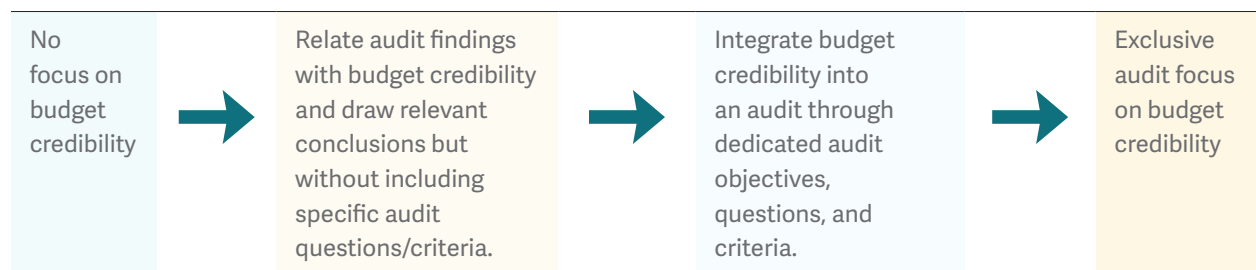 No
focus on
budget
credibility
Relate audit findings
with budget credibility
and draw relevant
conclusions but
without including
specific audit
questions/criteria.
Integrate budget
credibility into
an audit through
dedicated audit
objectives,
questions, and
criteria.
Exclusive
audit focus
on budget
credibility